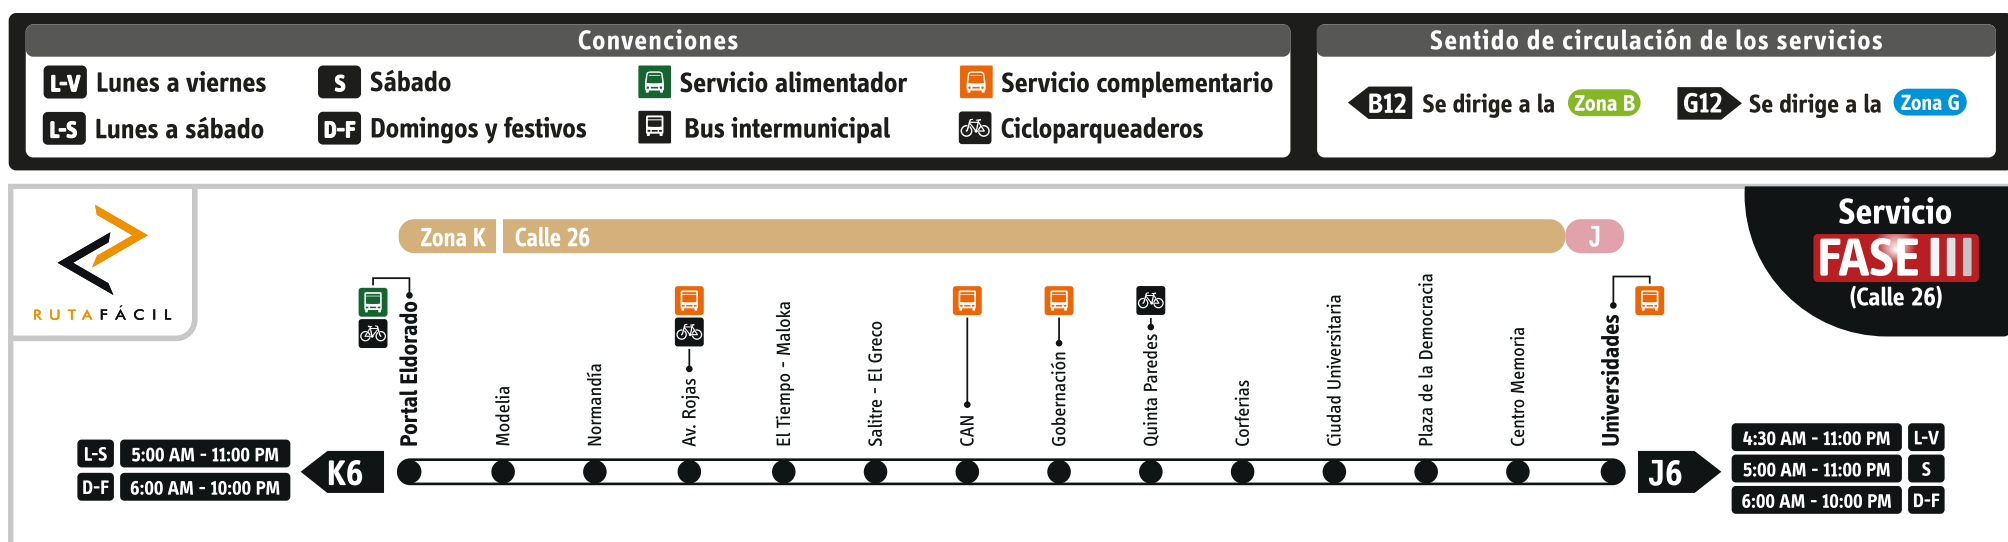 Convenciones
L-V Lunes a viernes
S Sábado
Servicio alimentador
Servicio complementario
L-S Lunes a sábado
D-F Domingos y festivos
Bus intermunicipal
Cicloparqueaderos
Sentido de circulación de los servicios
B12 Se dirige a la Zona B
G12 Se dirige a la Zona G
RUTAFÁCIL
Zona K
Calle 26
J
Servicio
FASE III
(Calle 26)
Portal Eldorado
Modelia
Normandía
Av. Rojas
El Tiempo - Maloka
Salitre - El Greco
CAN
Gobernación
Quinta Paredes
Corferias
Ciudad Universitaria
Plaza de la Democracia
Centro Memoria
Universidades
L-S 5:00 AM - 11:00 PM
D-F 6:00 AM - 10:00 PM
K6
J6
4:30 AM - 11:00 PM L-V
5:00 AM - 11:00 PM S
6:00 AM - 10:00 PM D-F